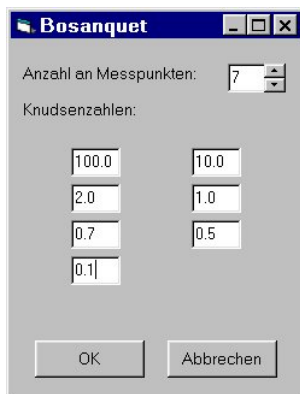 Bosanquet
Anzahl an Messpunkten: 7
Knudsenzahlen:
100.0 10.0
2.0 1.0
0.7 0.5
0.1
OK Abbrechen